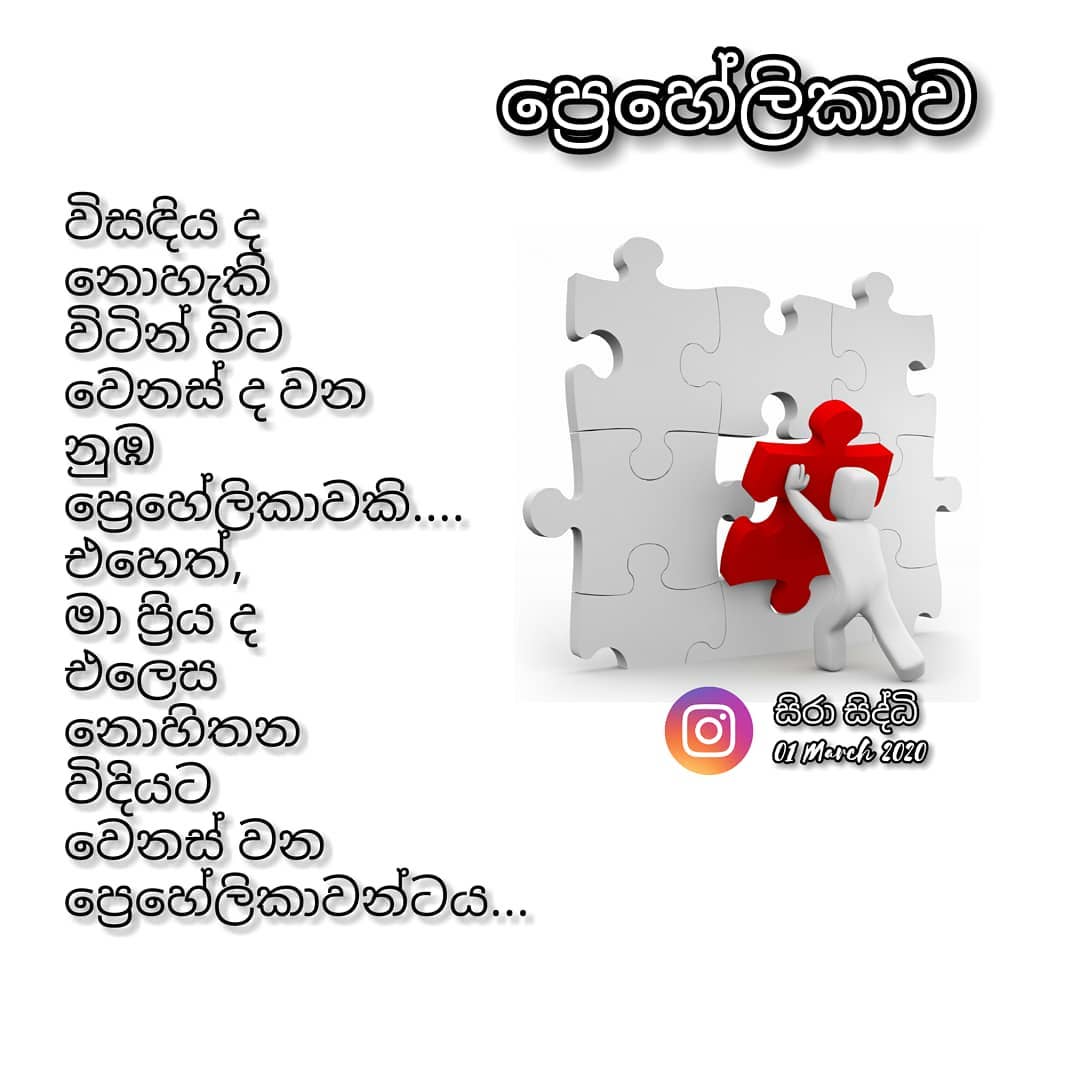 ප්‍රෙහේලිකාව
විසඳිය ද
නොහැකි
විටින් විට
වෙනස් ද වන
නුඹ
ප්‍රෙහේලිකාවකි....
එහෙත්,
මා ප්‍රිය ද
එලෙස
නොහිතන
විදියට
වෙනස් වන
ප්‍රෙහේලිකාවන්ටය...
සිරා සිද්ධි
01 March 2020